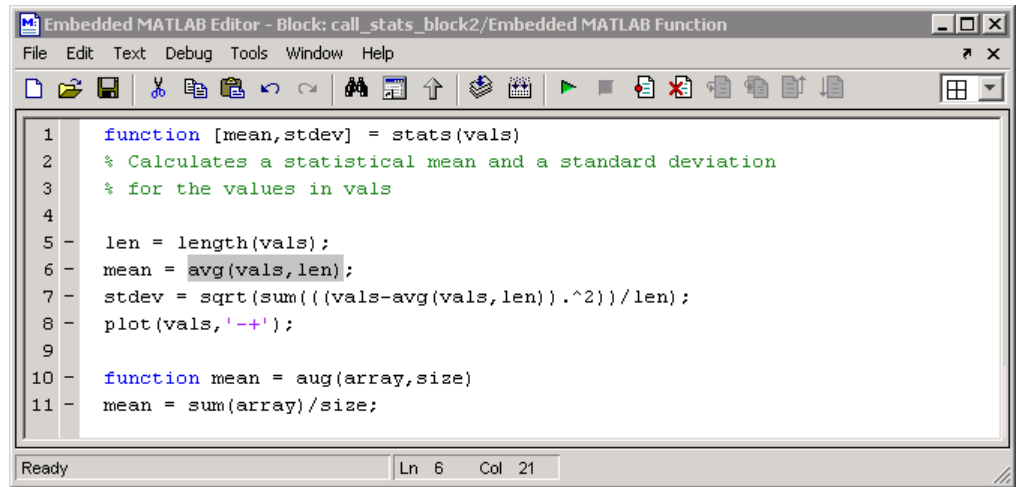 Embedded MATLAB Editor - Block: call_stats_block2/Embedded MATLAB Function
File Edit Text Debug Tools Window Help
1 function [mean,stdev] = stats(vals)
2 % Calculates a statistical mean and a standard deviation
3 % for the values in vals
4
5 - len = length(vals);
6 - mean = avg(vals,len);
7 - stdev = sqrt(sum(((vals-avg(vals,len)).^2))/len);
8 - plot(vals,'-+');
9
10 - function mean = aug(array,size)
11 - mean = sum(array)/size;
Ready Ln 6 Col 21